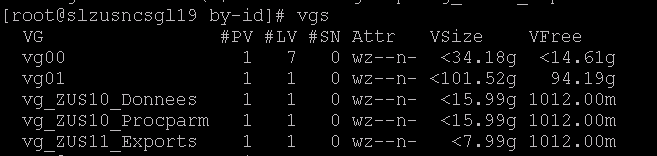 [root@slzusncsgl19 by-id]# vgs
VG #PV #LV #SN Attr VSize VFree
vg00 1 7 0 wz--n- <34.18g <14.61g
vg01 1 1 0 wz--n- <101.52g 94.19g
vg_ZUS10_Donnees 1 1 0 wz--n- <15.99g 1012.00m
vg_ZUS10_Procparm 1 1 0 wz--n- <15.99g 1012.00m
vg_ZUS11_Exports 1 1 0 wz--n- <7.99g 1012.00m